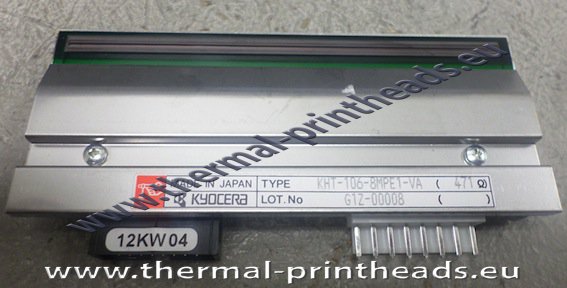 www.thermal-printheads.eu
MADE IN JAPAN TYPE KHT-106-8MPE1-VA ( 471 Ω)
KYOCERA LOT.No G1Z-00008 ( )
12KW04
www.thermal-printheads.eu